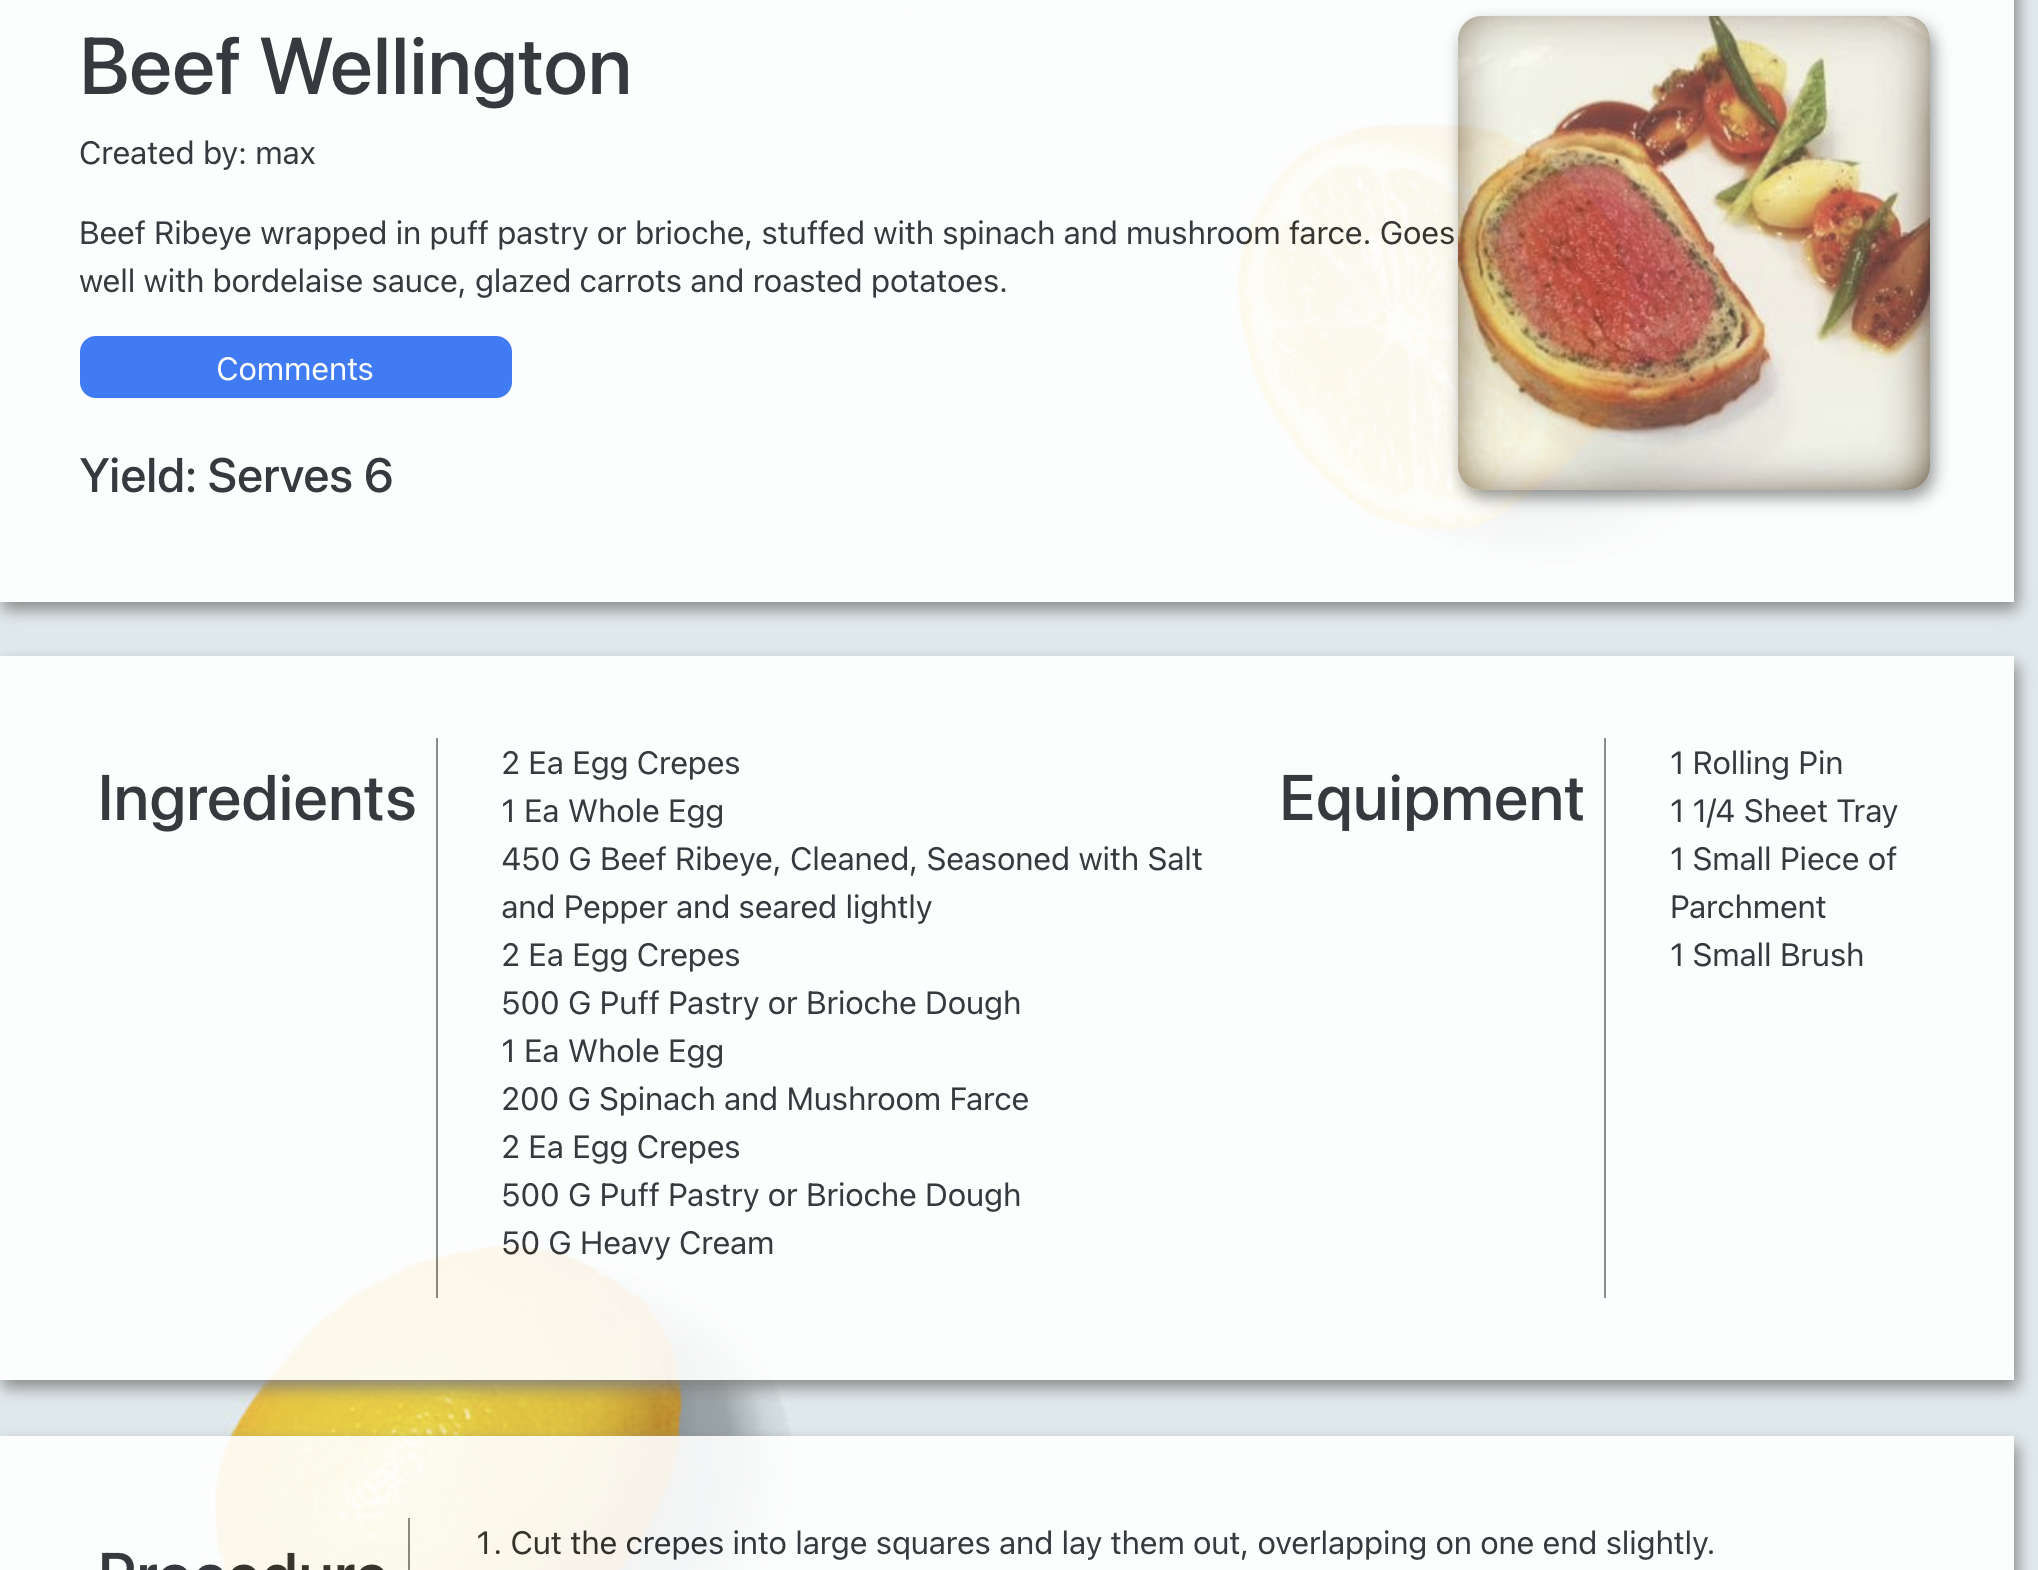 Beef Wellington
Created by: max
Beef Ribeye wrapped in puff pastry or brioche, stuffed with spinach and mushroom farce. Goes
well with bordelaise sauce, glazed carrots and roasted potatoes.
Comments
Yield: Serves 6
Ingredients
2 Ea Egg Crepes
1 Ea Whole Egg
450 G Beef Ribeye, Cleaned, Seasoned with Salt
and Pepper and seared lightly
2 Ea Egg Crepes
500 G Puff Pastry or Brioche Dough
1 Ea Whole Egg
200 G Spinach and Mushroom Farce
2 Ea Egg Crepes
500 G Puff Pastry or Brioche Dough
50 G Heavy Cream
Equipment
1 Rolling Pin
1 1/4 Sheet Tray
1 Small Piece of
Parchment
1 Small Brush
Procedure
1. Cut the crepes into large squares and lay them out, overlapping on one end slightly.